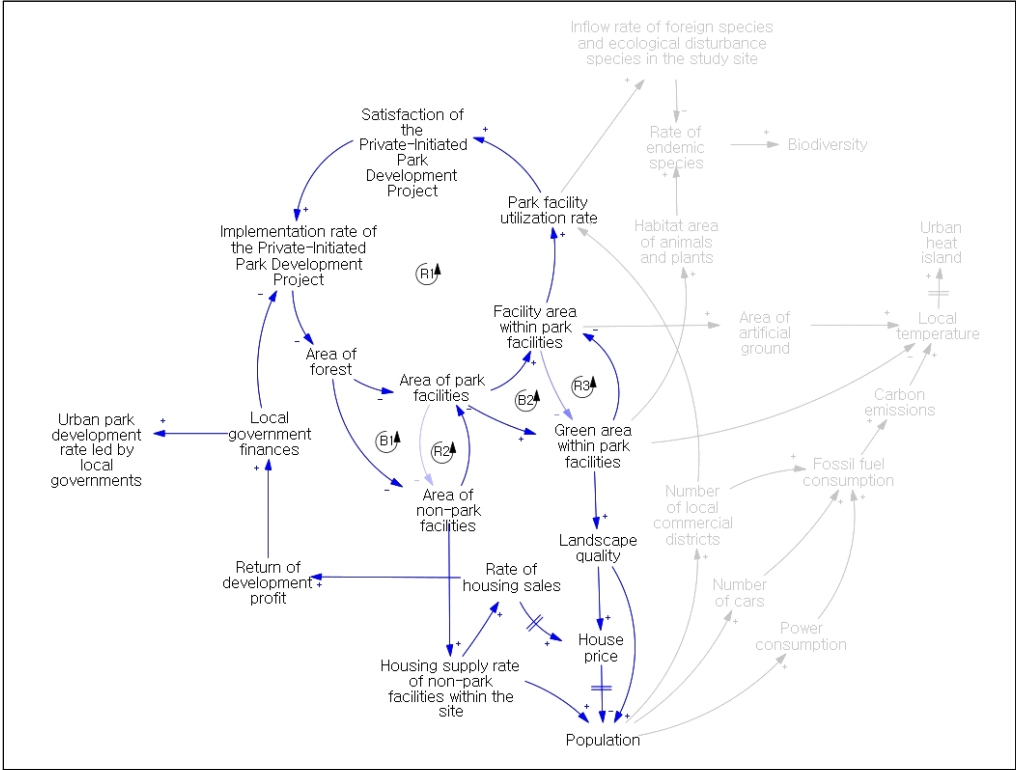 Inflow rate of foreign species
and ecological disturbance
species in the study site
+
-
Satisfaction of
the
Private-Initiated
Park
Development
Project
+
Rate of
endemic
species
+
Biodiversity
+
Park facility
utilization rate
+
Implementation rate of
the Private-Initiated
Park Development
Project
+
-
Habitat area
of animals
and plants
+
Urban
heat
island
+
R1
Facility area
within park
facilities
-
+
+
Area of
artificial
ground
+
Local
temperature
-
+
Area of
forest
-
Area of park
facilities
-
-
R3
B2
Carbon
emissions
+
Urban park
development
rate led by
local
governments
+
Local
government
finances
+
B1
R2
-
+
-
Green area
within park
facilities
Fossil fuel
consumption
+
+
+
Area of
non-park
facilities
-
Number
of local
commercial
districts
+
+
Landscape
quality
Return of
development
profit
+
Rate of
housing sales
+
Number
of cars
+
+
House
price
+
+
Power
consumption
+
Housing supply rate
of non-park
facilities within the
site
+
+
-
+
Population